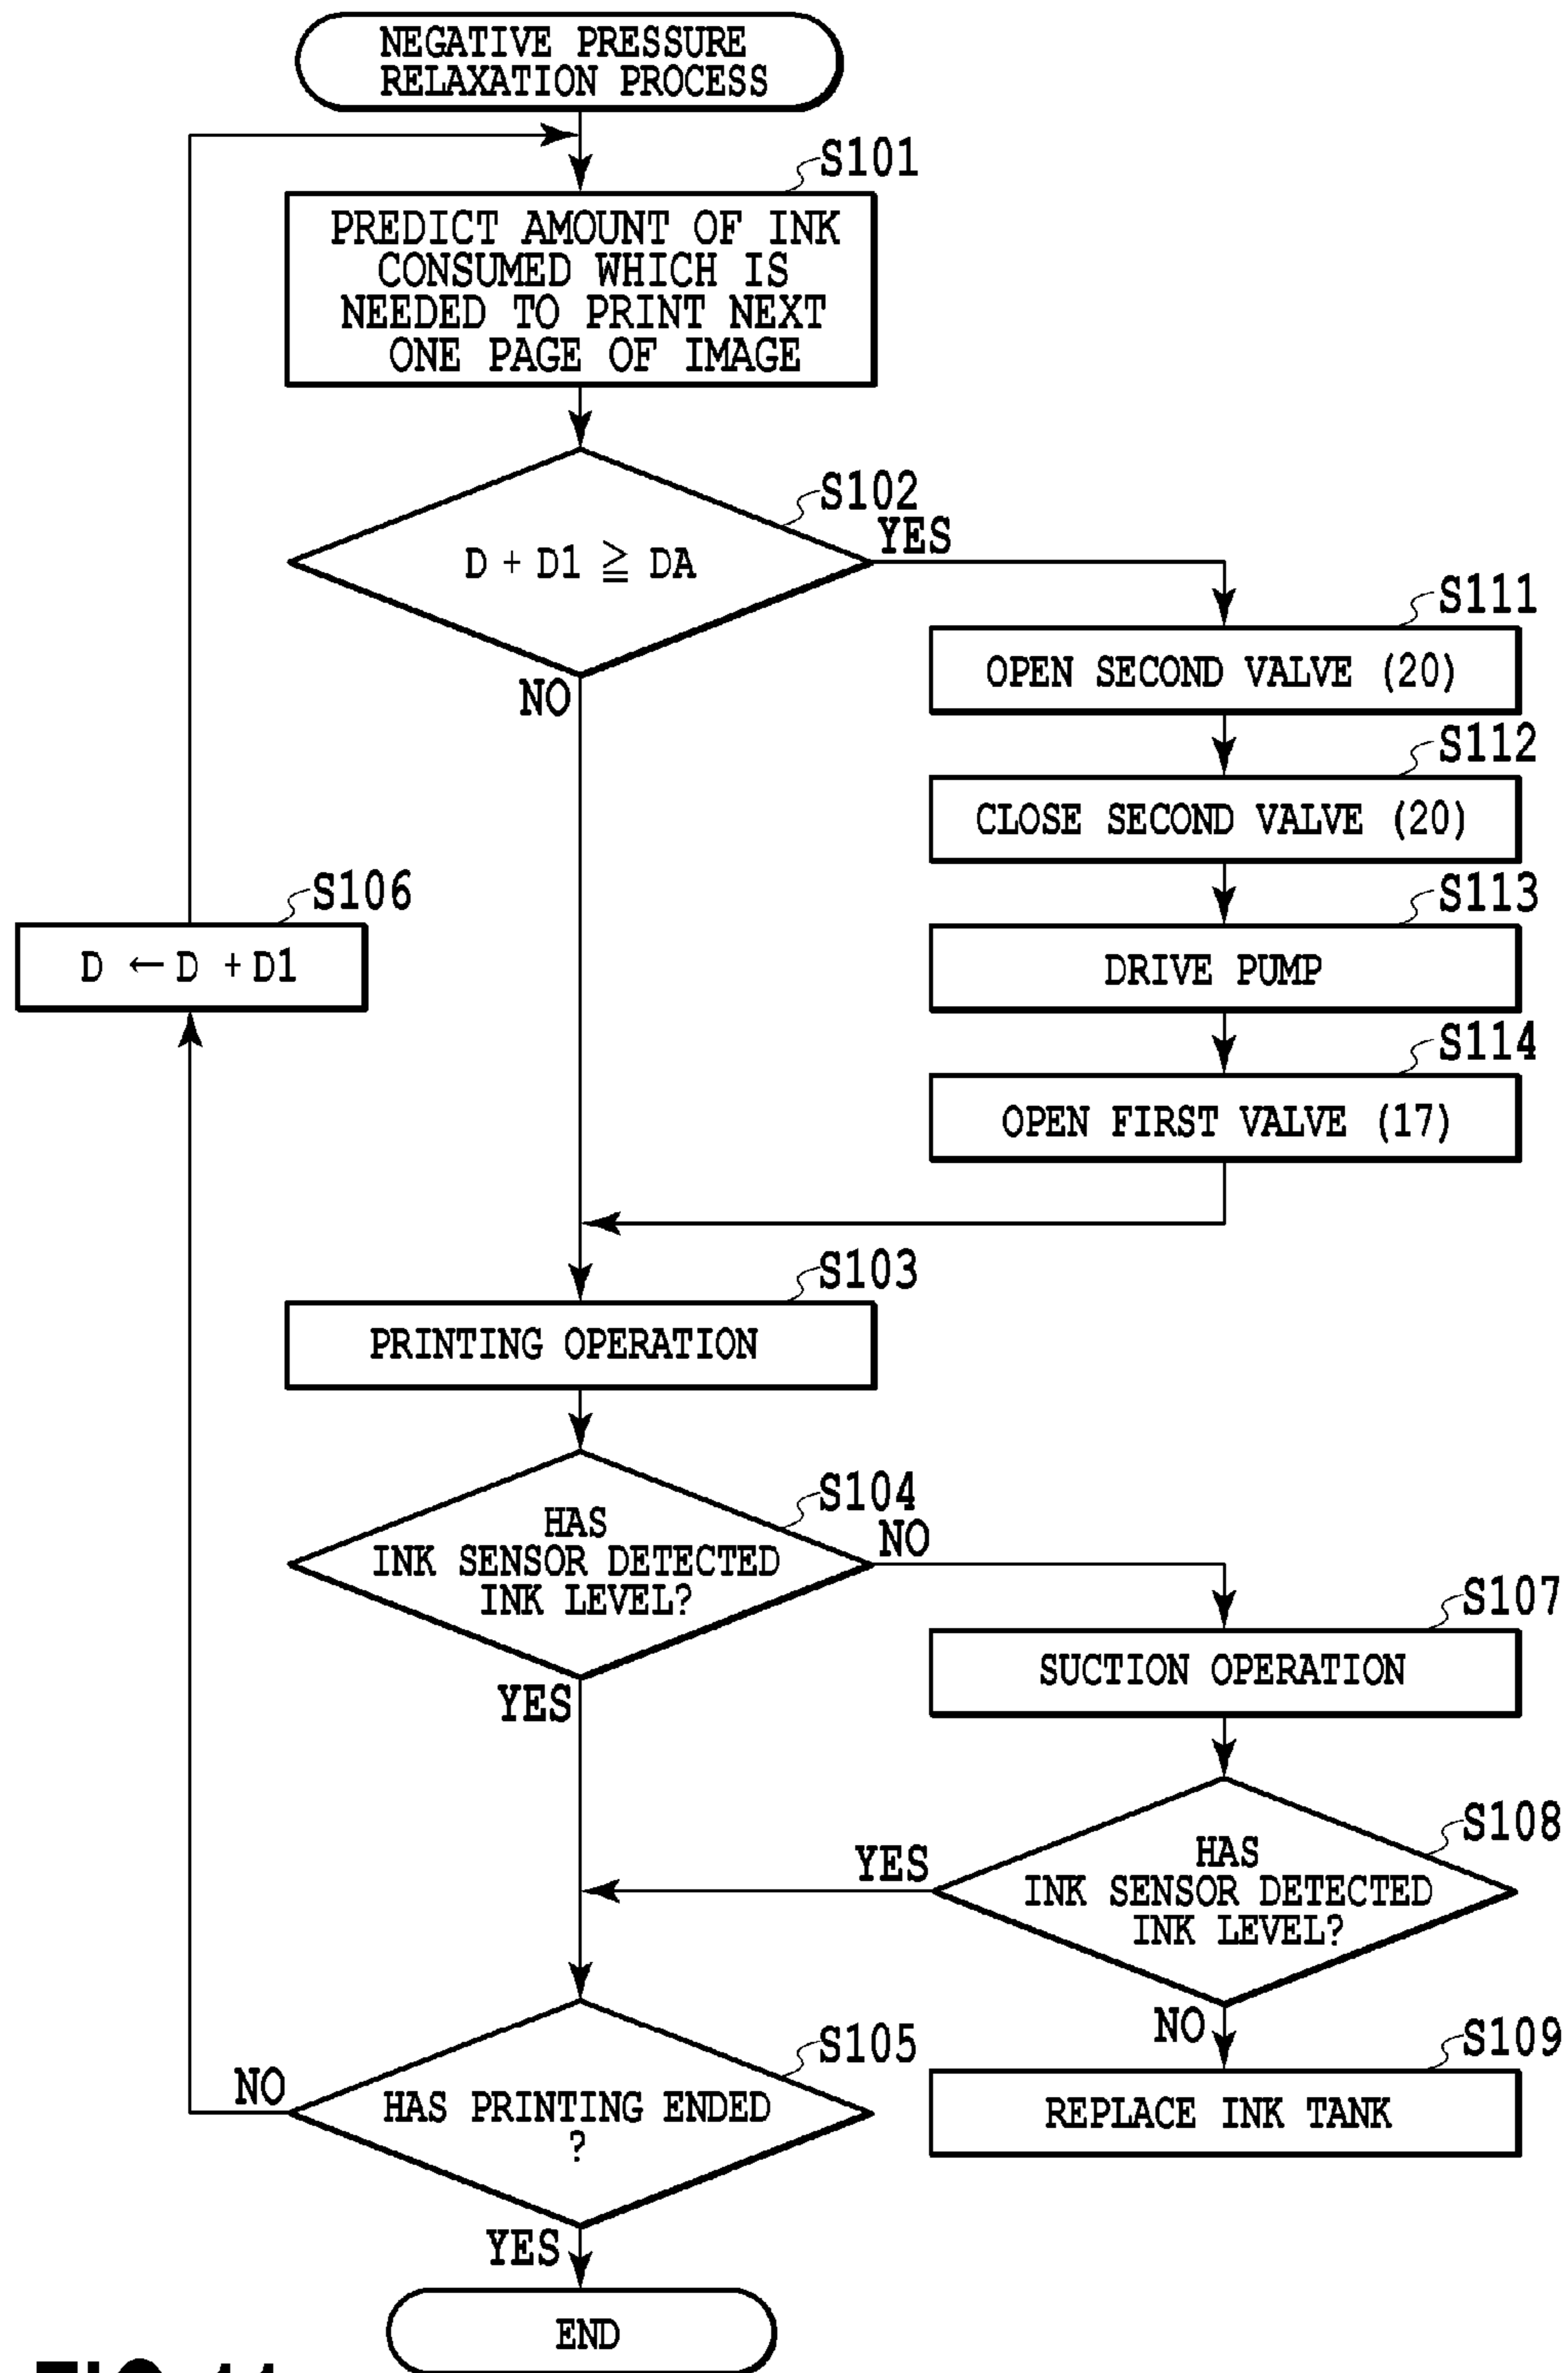 NEGATIVE PRESSURE
RELAXATION PROCESS
S101
PREDICT AMOUNT OF INK
CONSUMED WHICH IS
NEEDED TO PRINT NEXT
ONE PAGE OF IMAGE
S102
D + D1 ≧ DA
YES
NO
S111
OPEN SECOND VALVE (20)
S112
CLOSE SECOND VALVE (20)
S113
DRIVE PUMP
S114
OPEN FIRST VALVE (17)
S106
D ← D + D1
S103
PRINTING OPERATION
S104
HAS
INK SENSOR DETECTED
INK LEVEL?
NO
YES
S107
SUCTION OPERATION
S108
HAS
INK SENSOR DETECTED
INK LEVEL?
YES
NO
S109
REPLACE INK TANK
S105
HAS PRINTING ENDED
?
NO
YES
END